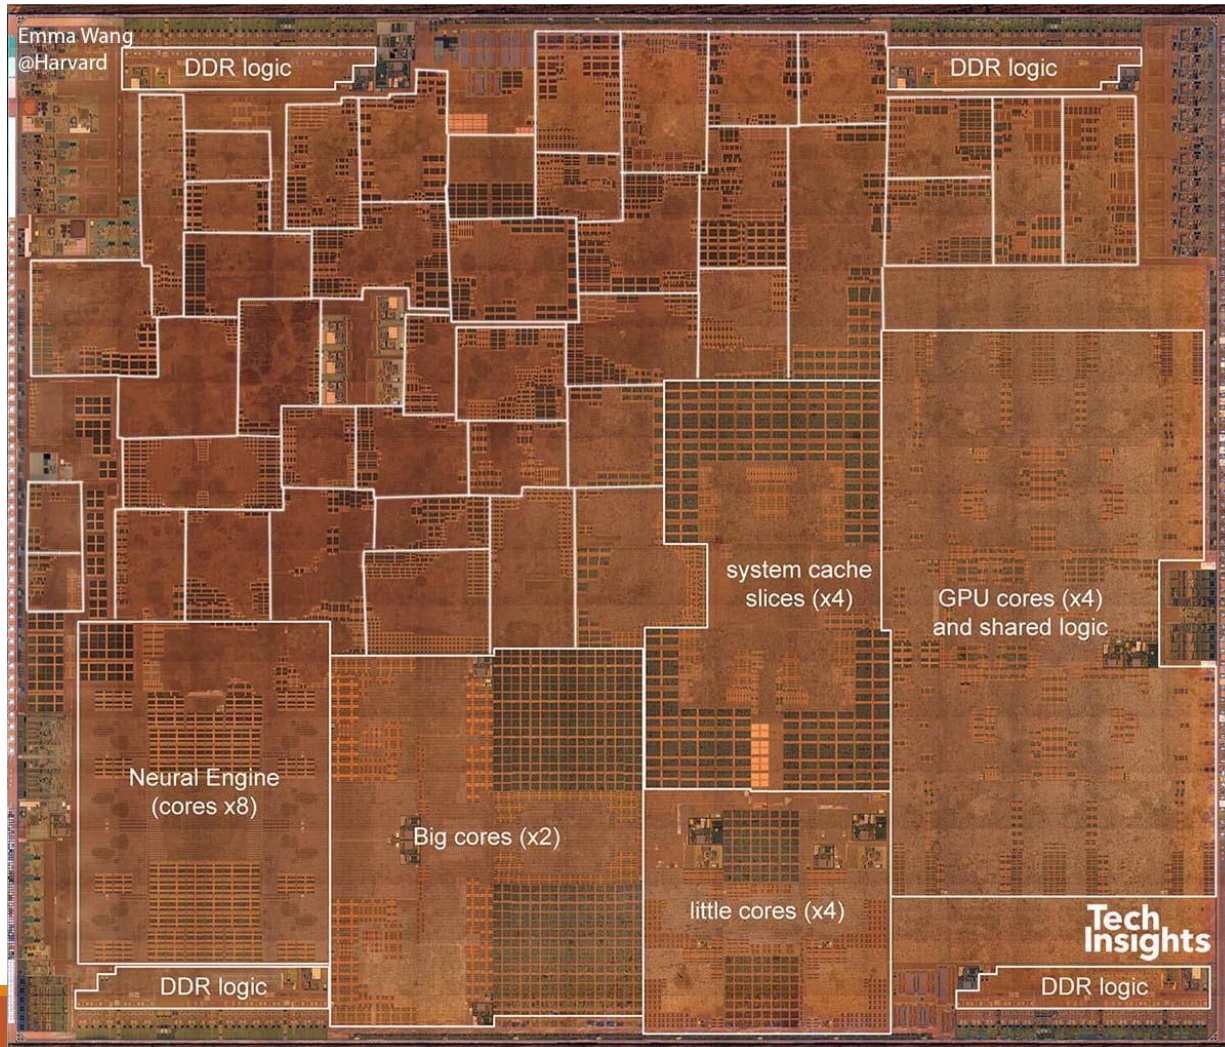 Emma Wang
@Harvard
DDR logic
DDR logic
system cache
slices (x4)
GPU cores (x4)
and shared logic
Neural Engine
(cores x8)
Big cores (x2)
little cores (x4)
Tech
Insights
DDR logic
DDR logic